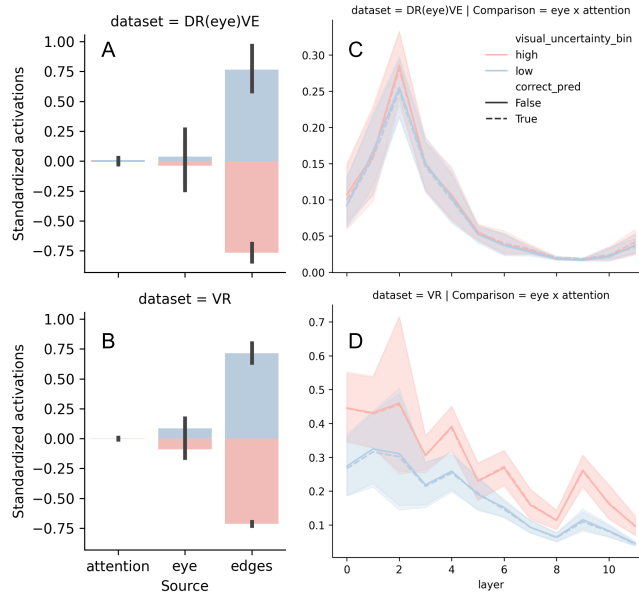 dataset = DR(eye)VE
A
1.00
0.75
0.50
0.25
0.00
−0.25
−0.50
−0.75
Standardized activations
dataset = DR(eye)VE | Comparison = eye x attention
C
visual_uncertainty_bin
high
low
correct_pred
False
True
0.30
0.25
0.20
0.15
0.10
0.05
0.00
dataset = VR
B
1.00
0.75
0.50
0.25
0.00
−0.25
−0.50
−0.75
Standardized activations
attention eye edges
Source
dataset = VR | Comparison = eye x attention
D
0.7
0.6
0.5
0.4
0.3
0.2
0.1
0 2 4 6 8 10
layer